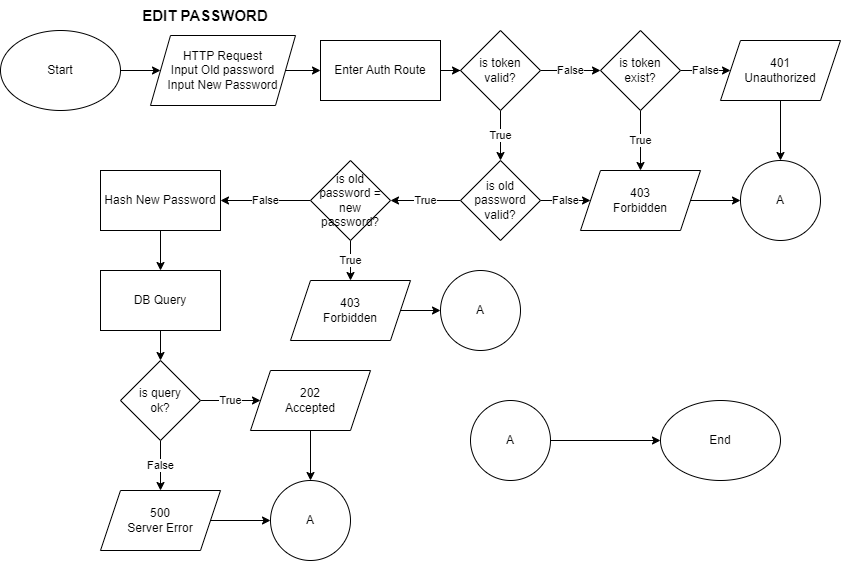 EDIT PASSWORD
Start
HTTP Request
Input Old password
Input New Password
Enter Auth Route
is token
valid?
False
is token
exist?
False
401
Unauthorized
True
True
Hash New Password
False
is old
password =
new
password?
True
is old
password
valid?
False
403
Forbidden
A
True
DB Query
403
Forbidden
A
is query
ok?
True
202
Accepted
A
End
False
500
Server Error
A